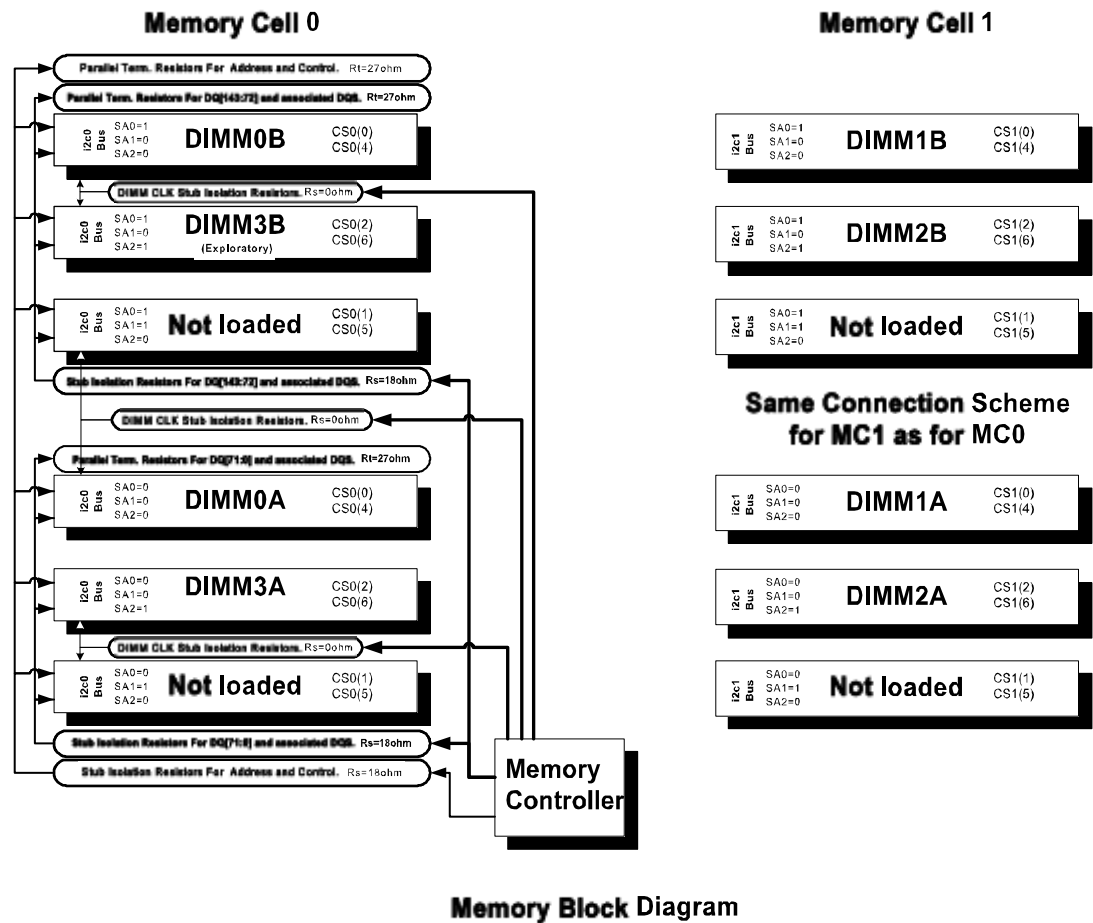 Memory Cell 0
Parallel Term. Resistors For Address and Control. Rt=27ohm
Parallel Term. Resistors For DQ[143:72] and associated DQS. Rt=27ohm
i2c0
Bus
SA0=1
SA1=0
SA2=0
DIMM0B
CS0(0)
CS0(4)
DIMM CLK Stub Isolation Resistors. Rs=0ohm
i2c0
Bus
SA0=1
SA1=0
SA2=1
DIMM3B
(Exploratory)
CS0(2)
CS0(6)
i2c0
Bus
SA0=1
SA1=1
SA2=0
Not loaded
CS0(1)
CS0(5)
Stub Isolation Resistors For DQ[143:72] and associated DQS. Rs=18ohm
DIMM CLK Stub Isolation Resistors. Rs=0ohm
Parallel Term. Resistors For DQ[71:0] and associated DQS. Rt=27ohm
i2c0
Bus
SA0=0
SA1=0
SA2=0
DIMM0A
CS0(0)
CS0(4)
i2c0
Bus
SA0=0
SA1=0
SA2=1
DIMM3A
CS0(2)
CS0(6)
DIMM CLK Stub Isolation Resistors. Rs=0ohm
i2c0
Bus
SA0=0
SA1=1
SA2=0
Not loaded
CS0(1)
CS0(5)
Stub Isolation Resistors For DQ[71:0] and associated DQS. Rs=18ohm
Stub Isolation Resistors For Address and Control. Rs=18ohm
Memory
Controller
Memory Cell 1
i2c1
Bus
SA0=1
SA1=0
SA2=0
DIMM1B
CS1(0)
CS1(4)
i2c1
Bus
SA0=1
SA1=0
SA2=1
DIMM2B
CS1(2)
CS1(6)
i2c1
Bus
SA0=1
SA1=1
SA2=0
Not loaded
CS1(1)
CS1(5)
Same Connection Scheme
for MC1 as for MC0
i2c1
Bus
SA0=0
SA1=0
SA2=0
DIMM1A
CS1(0)
CS1(4)
i2c1
Bus
SA0=0
SA1=0
SA2=1
DIMM2A
CS1(2)
CS1(6)
i2c1
Bus
SA0=0
SA1=1
SA2=0
Not loaded
CS1(1)
CS1(5)
Memory Block Diagram